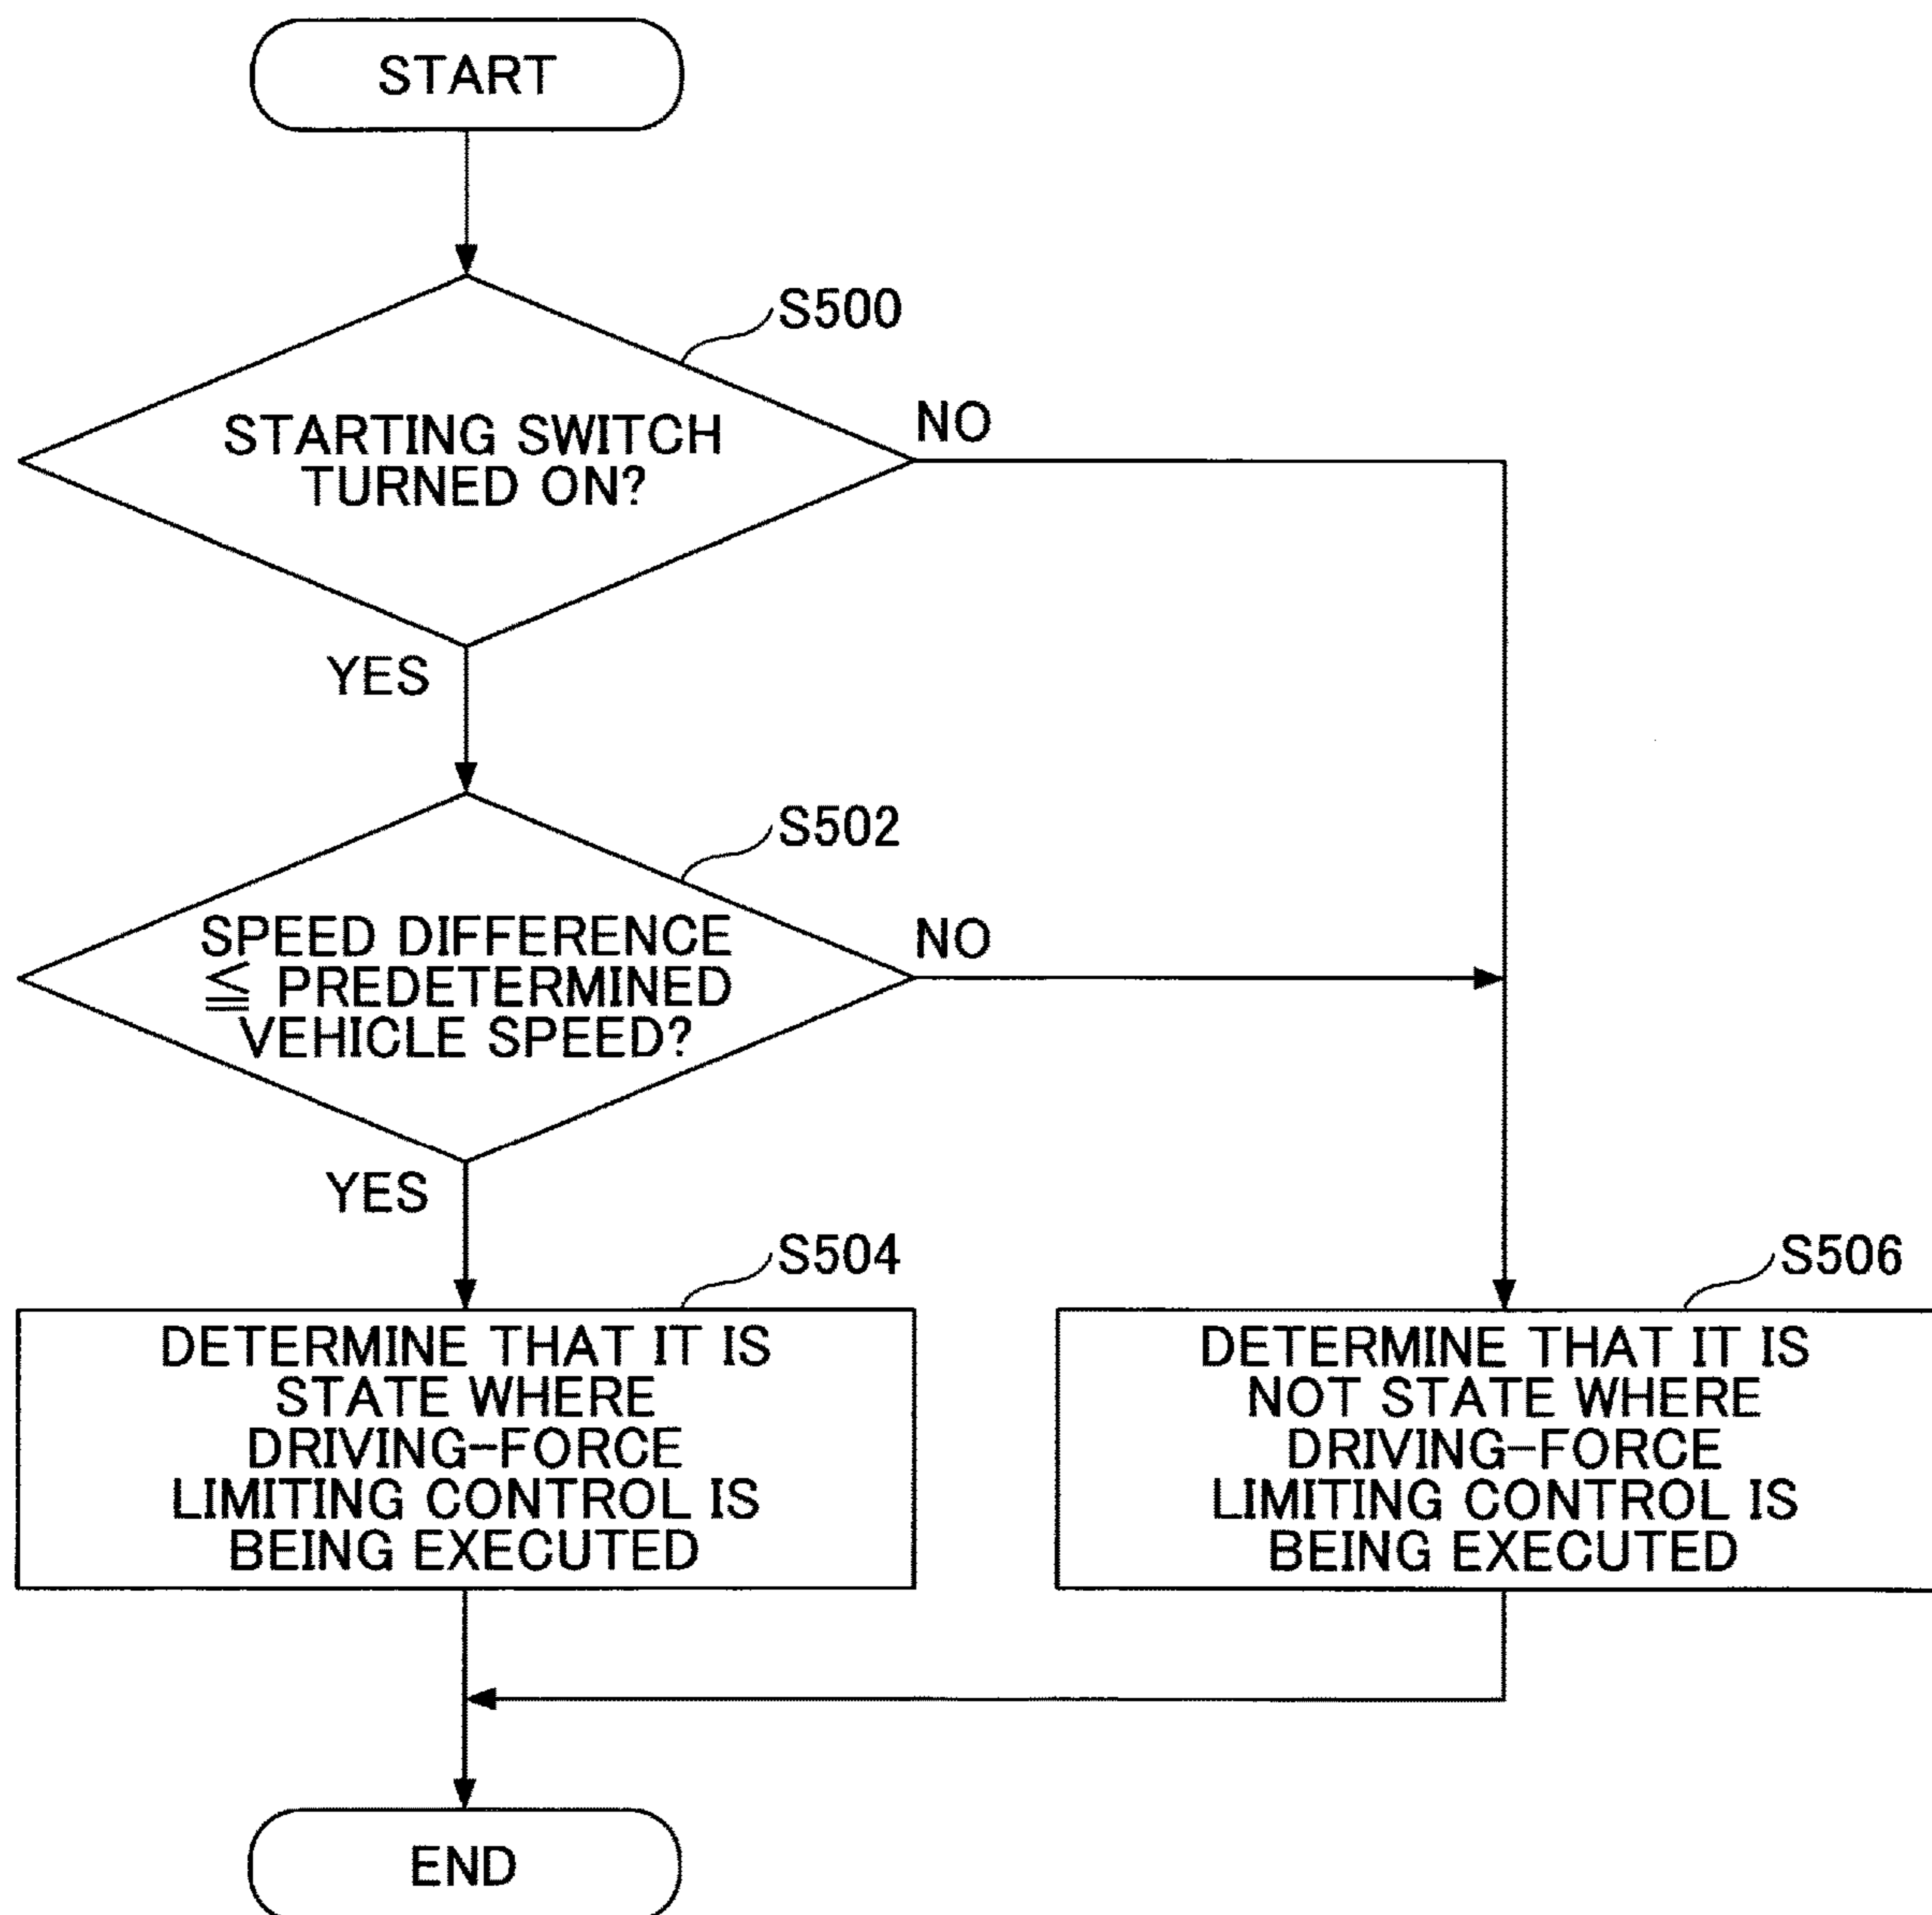 START
S500
STARTING SWITCH
TURNED ON?
NO
YES
S502
SPEED DIFFERENCE
≦ PREDETERMINED
VEHICLE SPEED?
NO
YES
S504
DETERMINE THAT IT IS
STATE WHERE
DRIVING-FORCE
LIMITING CONTROL IS
BEING EXECUTED
S506
DETERMINE THAT IT IS
NOT STATE WHERE
DRIVING-FORCE
LIMITING CONTROL IS
BEING EXECUTED
END